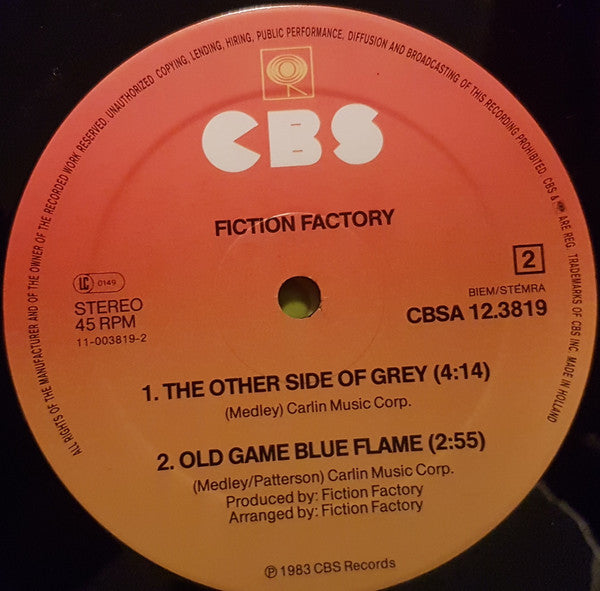 ALL RIGHTS OF THE MANUFACTURER AND OF THE OWNER OF THE RECORDED WORK RESERVED. UNAUTHORIZED COPYING, LENDING, HIRING, PUBLIC PERFORMANCE, DIFFUSION AND BROADCASTING OF THIS RECORDING PROHIBITED. CBS & ARE REG. TRADEMARKS OF CBS INC. MADE IN HOLLAND
CBS
FICTION FACTORY
2
LC 0149
STEREO
45 RPM
11-003819-2
BIEM/STEMRA
CBSA 12.3819
1. THE OTHER SIDE OF GREY (4:14)
(Medley) Carlin Music Corp.
2. OLD GAME BLUE FLAME (2:55)
(Medley/Patterson) Carlin Music Corp.
Produced by: Fiction Factory
Arranged by: Fiction Factory
℗ 1983 CBS Records